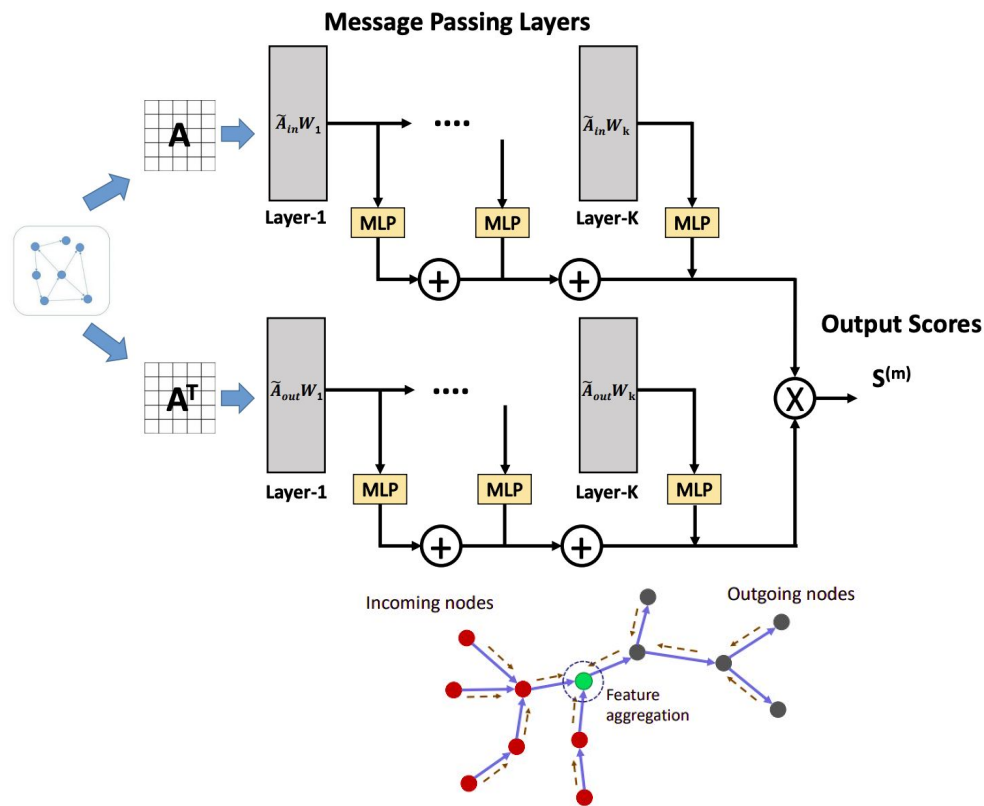 Message Passing Layers
A
Ã_in W_1
....
Ã_in W_k
Layer-1
MLP
MLP
Layer-K
MLP
+
+
Output Scores
A^T
Ã_out W_1
....
Ã_out W_k
X
S^(m)
Layer-1
MLP
MLP
Layer-K
MLP
+
+
Incoming nodes
Outgoing nodes
Feature
aggregation